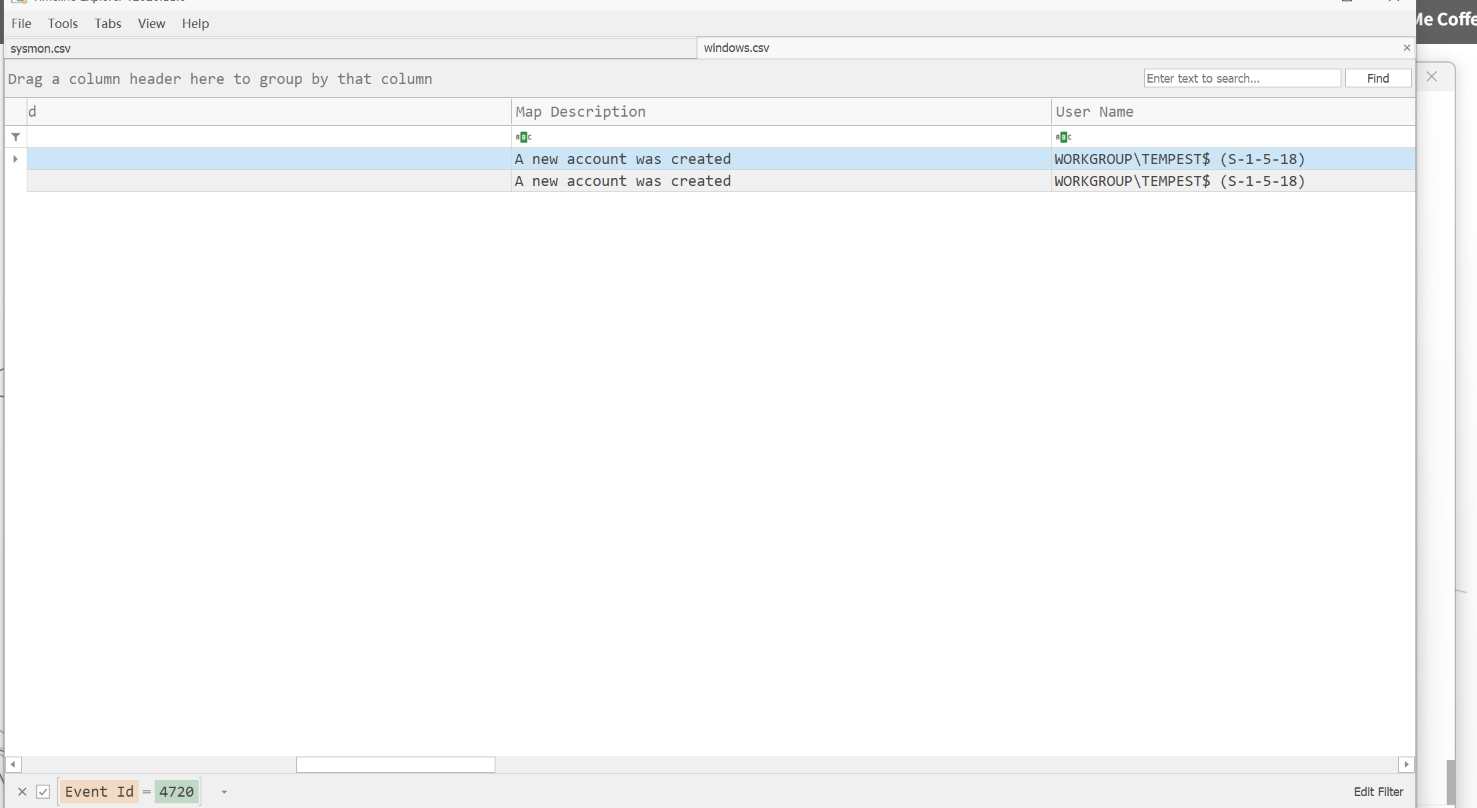 Me Coffe
File Tools Tabs View Help
sysmon.csv windows.csv
Drag a column header here to group by that column Enter text to search... Find
d Map Description User Name
A new account was created WORKGROUP\TEMPEST$ (S-1-5-18)
A new account was created WORKGROUP\TEMPEST$ (S-1-5-18)
Event Id = 4720 Edit Filter